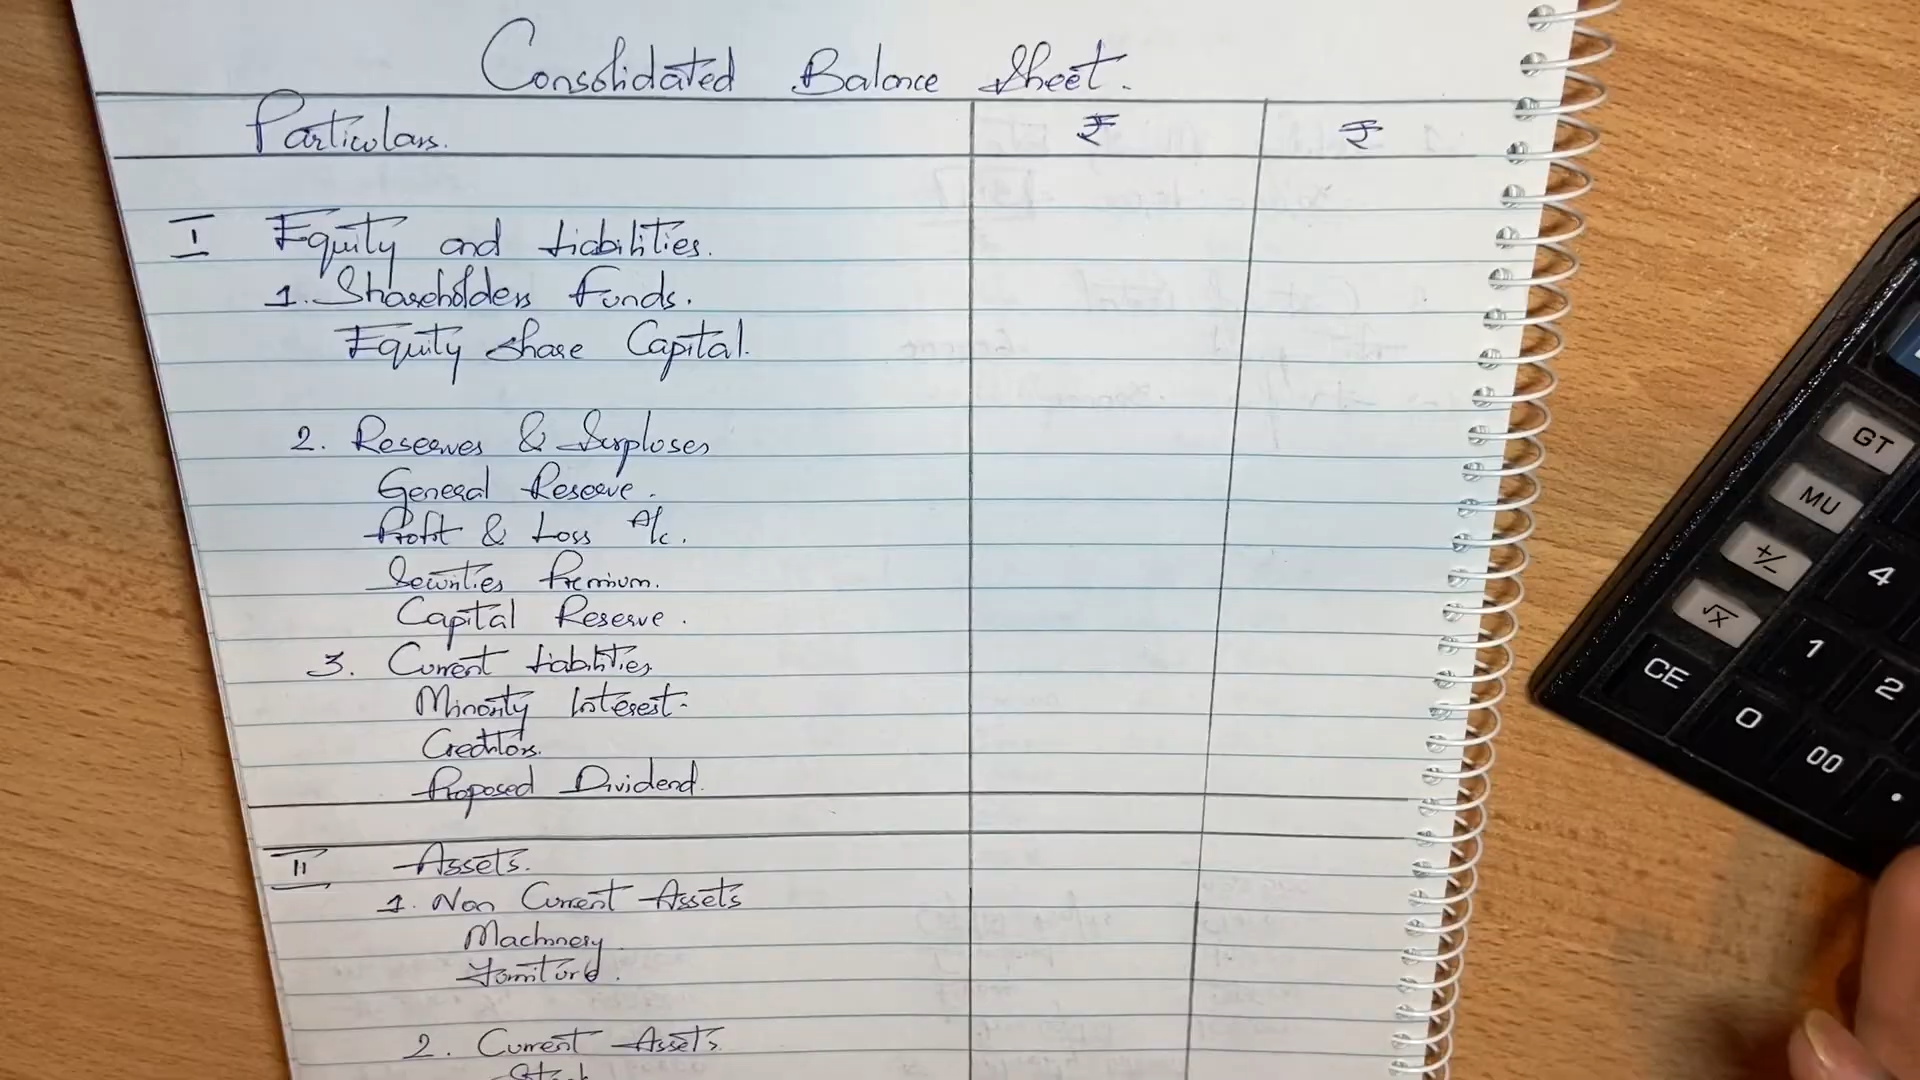 Consolidated Balance Sheet.
Particulars. ₹ ₹
I Equity and Liabilities.
1. Shareholders Funds.
Equity Share Capital.
2. Reserves & Surpluses
General Reserve.
Profit & Loss A/c.
Securities Premium.
Capital Reserve.
3. Current Liabilities
Minority Interest-
Creditors.
Proposed Dividend.
II Assets.
1. Non Current Assets
Machinery.
Furniture.
2. Current Assets.
Stock
GT
MU
+/-
4
√x
1
CE
2
0
00
.